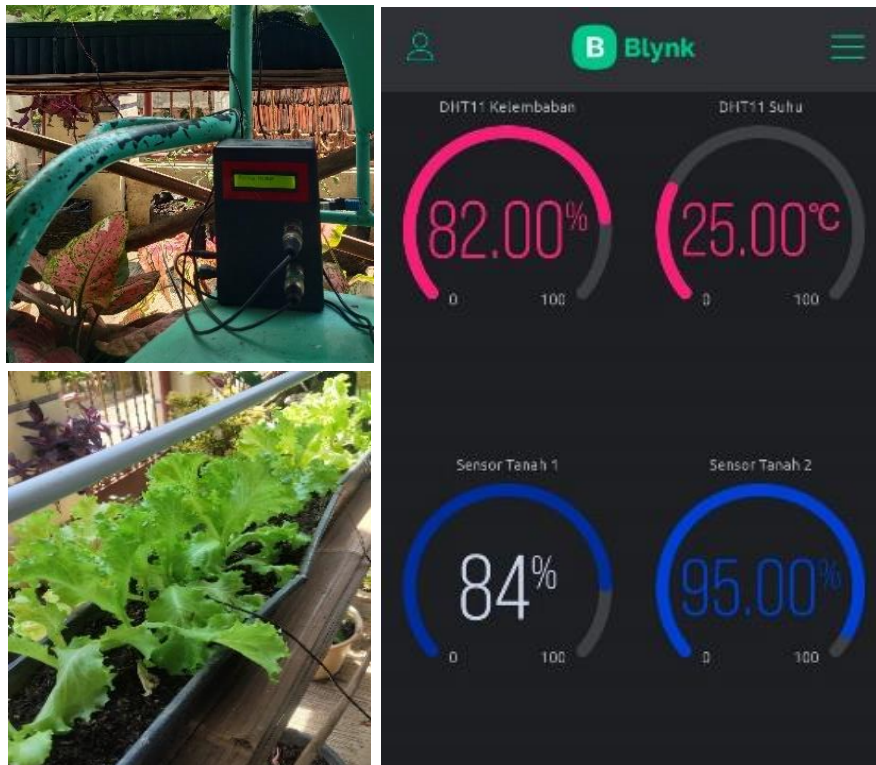 B Blynk
DHT11 Kelembaban
82.00%
0 100
DHT11 Suhu
25.00°C
0 100
Sensor Tanah 1
84%
0 100
Sensor Tanah 2
95.00%
0 100